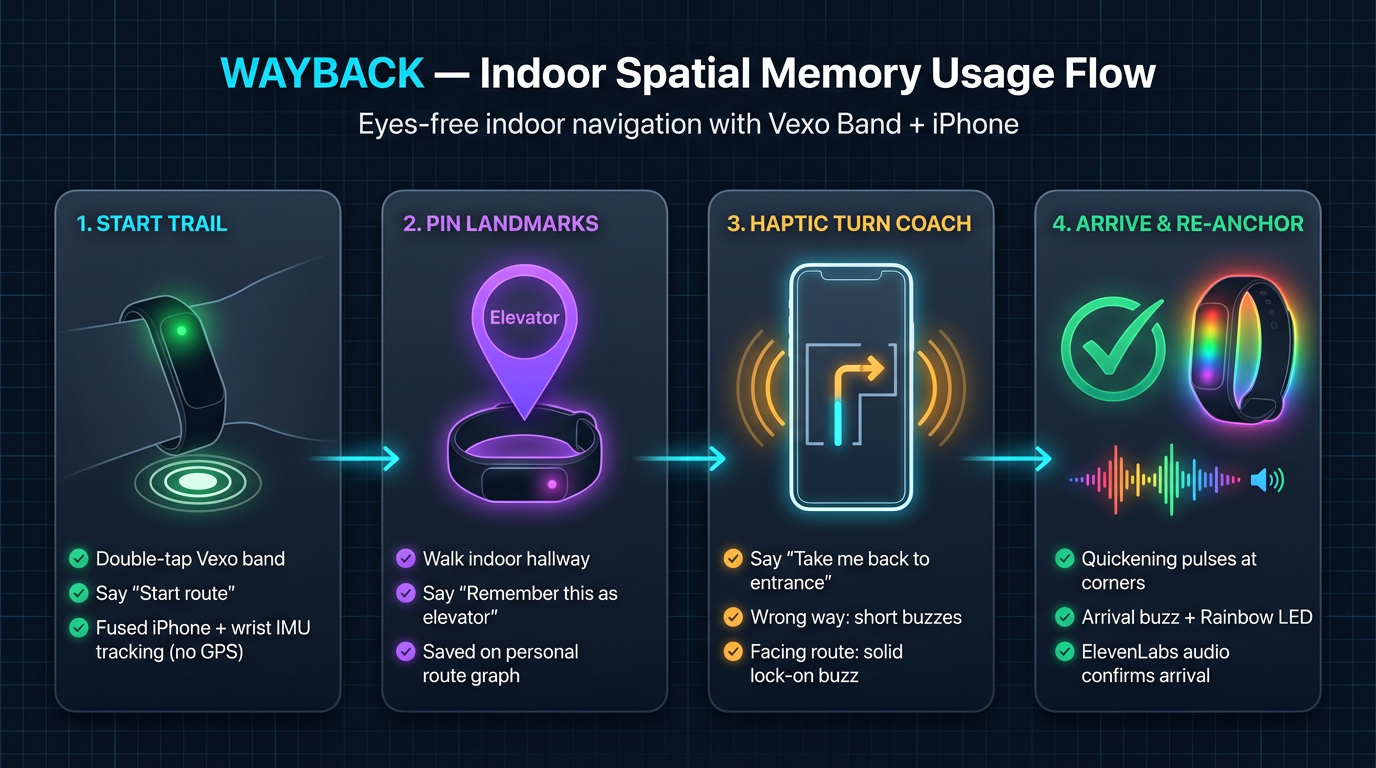 WAYBACK — Indoor Spatial Memory Usage Flow
Eyes-free indoor navigation with Vexo Band + iPhone
1. START TRAIL
Double-tap Vexo band
Say “Start route”
Fused iPhone + wrist IMU
tracking (no GPS)
2. PIN LANDMARKS
Elevator
Walk indoor hallway
Say “Remember this as
elevator”
Saved on personal
route graph
3. HAPTIC TURN COACH
Say “Take me back to
entrance”
Wrong way: short buzzes
Facing route: solid
lock-on buzz
4. ARRIVE & RE-ANCHOR
Quickening pulses at
corners
Arrival buzz + Rainbow LED
ElevenLabs audio
confirms arrival